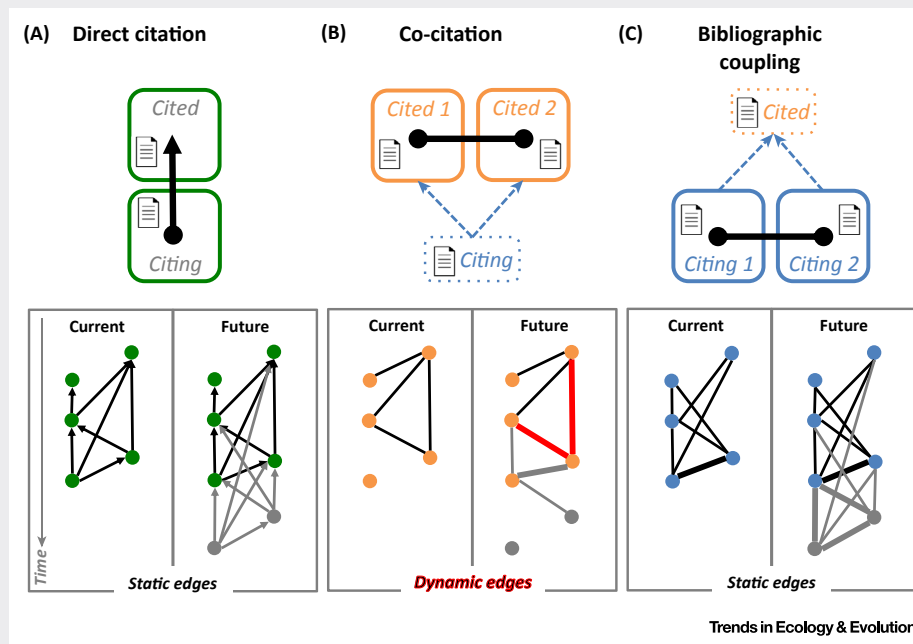 (A) Direct citation
Cited
Citing
(B) Co-citation
Cited 1 Cited 2
Citing
(C) Bibliographic
coupling
Cited
Citing 1 Citing 2
Current Future
Time
Static edges
Current Future
Dynamic edges
Current Future
Static edges
Trends in Ecology & Evolution